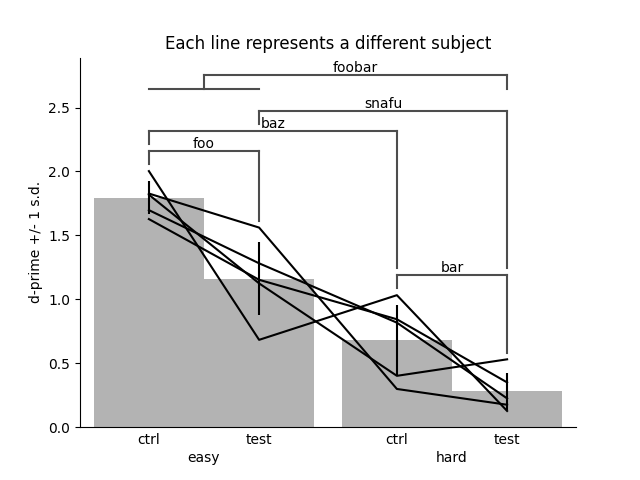 Each line represents a different subject
foobar
snafu
baz
foo
bar
d-prime +/- 1 s.d.
2.5
2.0
1.5
1.0
0.5
0.0
ctrl test ctrl test
easy hard